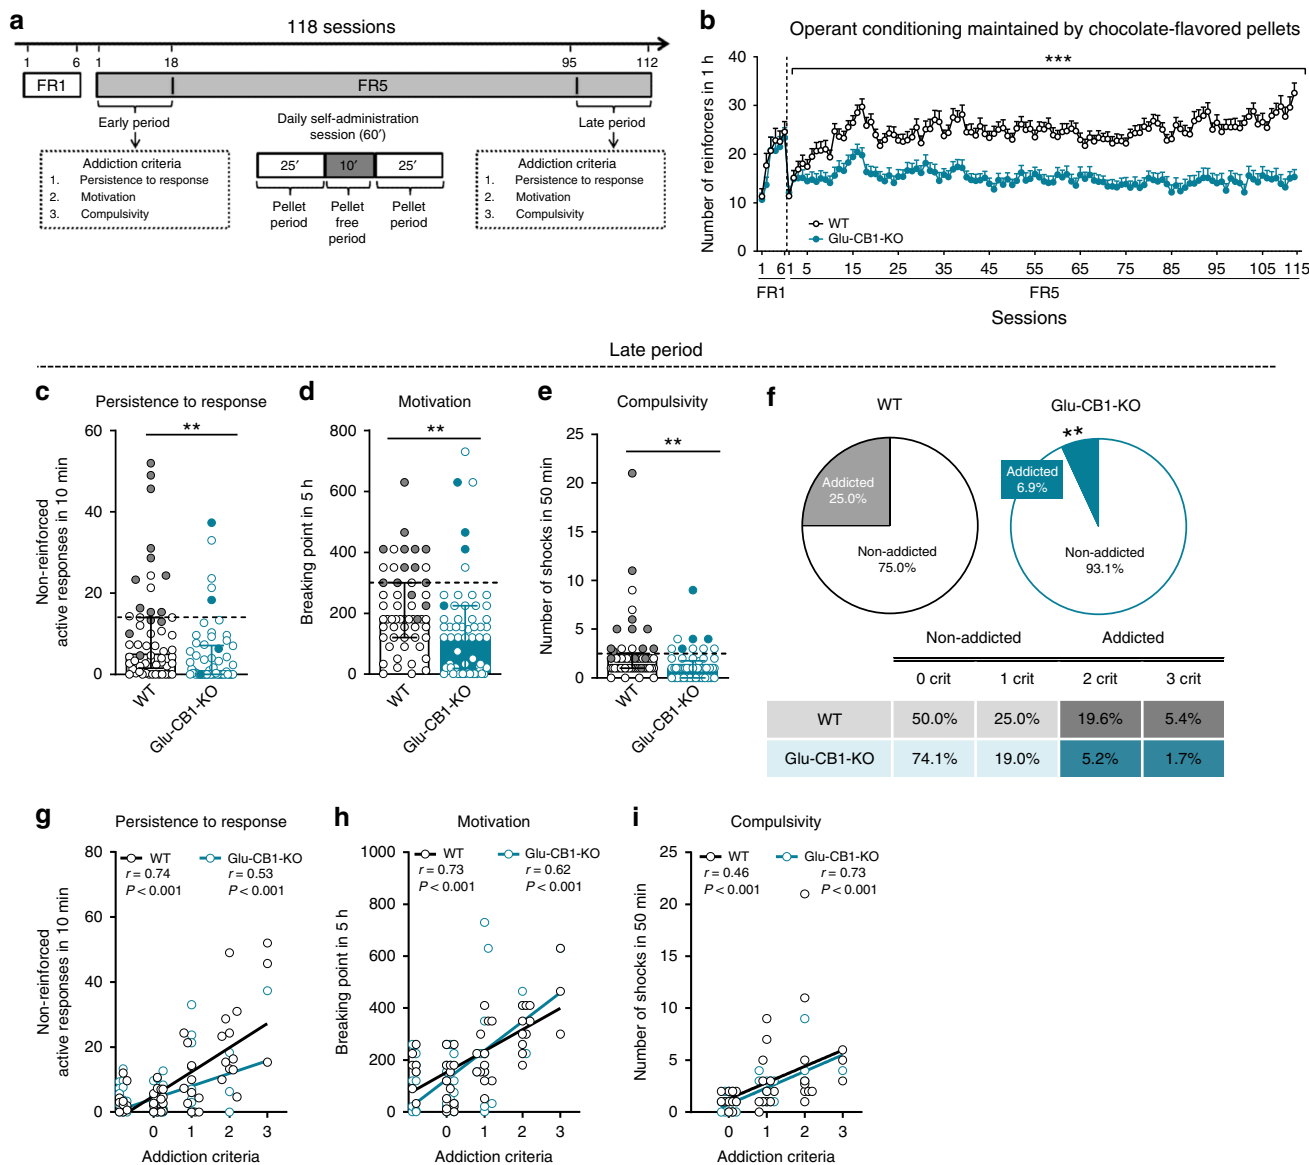 a
118 sessions
1 6 1 18 95 112
FR1 FR5
Early period
Daily self-administration
session (60′)
Late period
Addiction criteria
1. Persistence to response
2. Motivation
3. Compulsivity
25′ 10′ 25′
Pellet
period
Pellet
free
period
Pellet
period
Addiction criteria
1. Persistence to response
2. Motivation
3. Compulsivity
b
Operant conditioning maintained by chocolate-flavored pellets
***
Number of reinforcers in 1 h
40
30
20
10
0
WT
Glu-CB1-KO
1 6 1 5 15 25 35 45 55 65 75 85 95 105 115
FR1 FR5
Sessions
Late period
c
Persistence to response
**
Non-reinforced
active responses in 10 min
60
40
20
0
WT
Glu-CB1-KO
d
Motivation
**
Breaking point in 5 h
800
600
400
200
0
WT
Glu-CB1-KO
e
Compulsivity
**
Number of shocks in 50 min
25
20
15
10
5
0
WT
Glu-CB1-KO
f
WT
Addicted
25.0%
Non-addicted
75.0%
Glu-CB1-KO
**
Addicted
6.9%
Non-addicted
93.1%
Non-addicted Addicted
0 crit 1 crit 2 crit 3 crit
WT 50.0% 25.0% 19.6% 5.4%
Glu-CB1-KO 74.1% 19.0% 5.2% 1.7%
g
Persistence to response
WT Glu-CB1-KO
r = 0.74 r = 0.53
P < 0.001 P < 0.001
Non-reinforced
active responses in 10 min
80
60
40
20
0
0 1 2 3
Addiction criteria
h
Motivation
WT Glu-CB1-KO
r = 0.73 r = 0.62
P < 0.001 P < 0.001
Breaking point in 5 h
1000
800
600
400
200
0
0 1 2 3
Addiction criteria
i
Compulsivity
WT Glu-CB1-KO
r = 0.46 r = 0.73
P < 0.001 P < 0.001
Number of shocks in 50 min
25
20
15
10
5
0
0 1 2 3
Addiction criteria